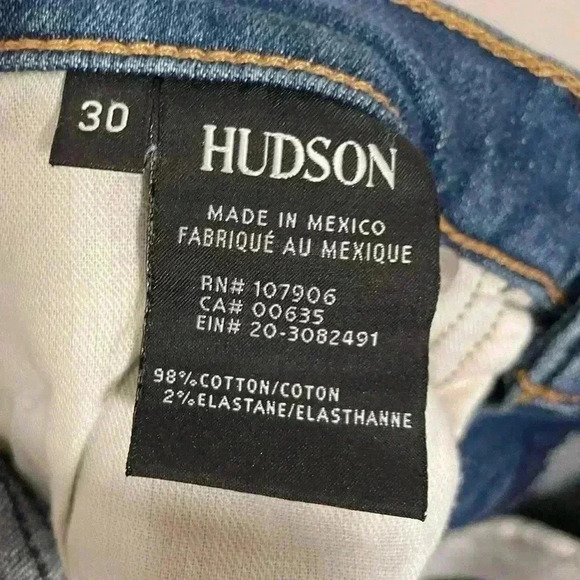 30
HUDSON
MADE IN MEXICO
FABRIQUÉ AU MEXIQUE
RN# 107906
CA# 00635
EIN# 20-3082491
98%COTTON/COTON
2%ELASTANE/ELASTHANNE